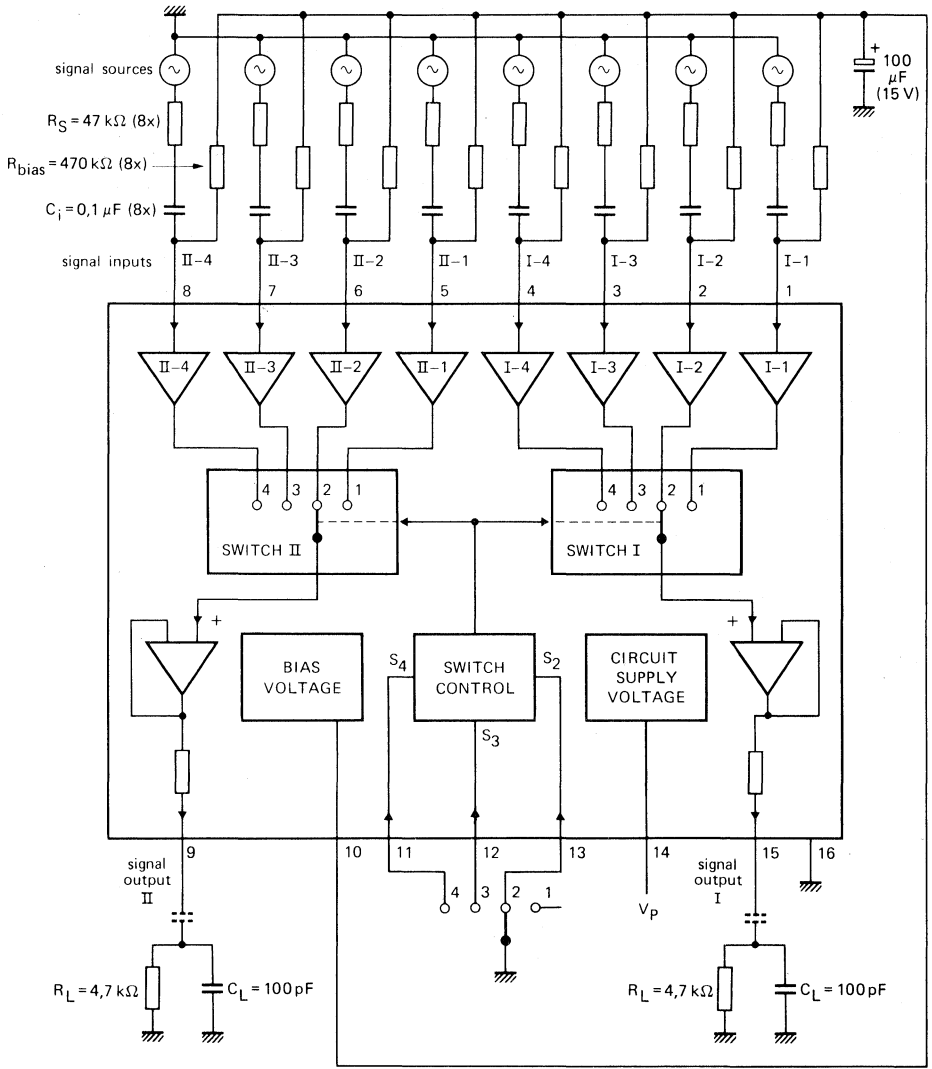 signal sources
+
100
μF
(15 V)
R_S = 47 kΩ (8x)
R_bias = 470 kΩ (8x)
C_i = 0,1 μF (8x)
signal inputs
II-4 II-3 II-2 II-1 I-4 I-3 I-2 I-1
8 7 6 5 4 3 2 1
II-4 II-3 II-2 II-1 I-4 I-3 I-2 I-1
4 3 2 1 4 3 2 1
SWITCH II SWITCH I
+ +
BIAS
VOLTAGE
S4
SWITCH
CONTROL
S2
S3
CIRCUIT
SUPPLY
VOLTAGE
9 10 11 12 13 14 15 16
signal
output
II
4 3 2 1
V_P
signal
output
I
R_L = 4,7 kΩ
C_L = 100 pF
R_L = 4,7 kΩ
C_L = 100 pF